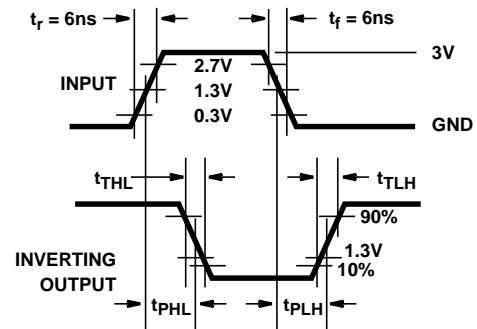 tr = 6ns
tf = 6ns
3V
INPUT
2.7V
1.3V
0.3V
GND
tTHL
tTLH
90%
INVERTING
OUTPUT
1.3V
10%
tPHL
tPLH